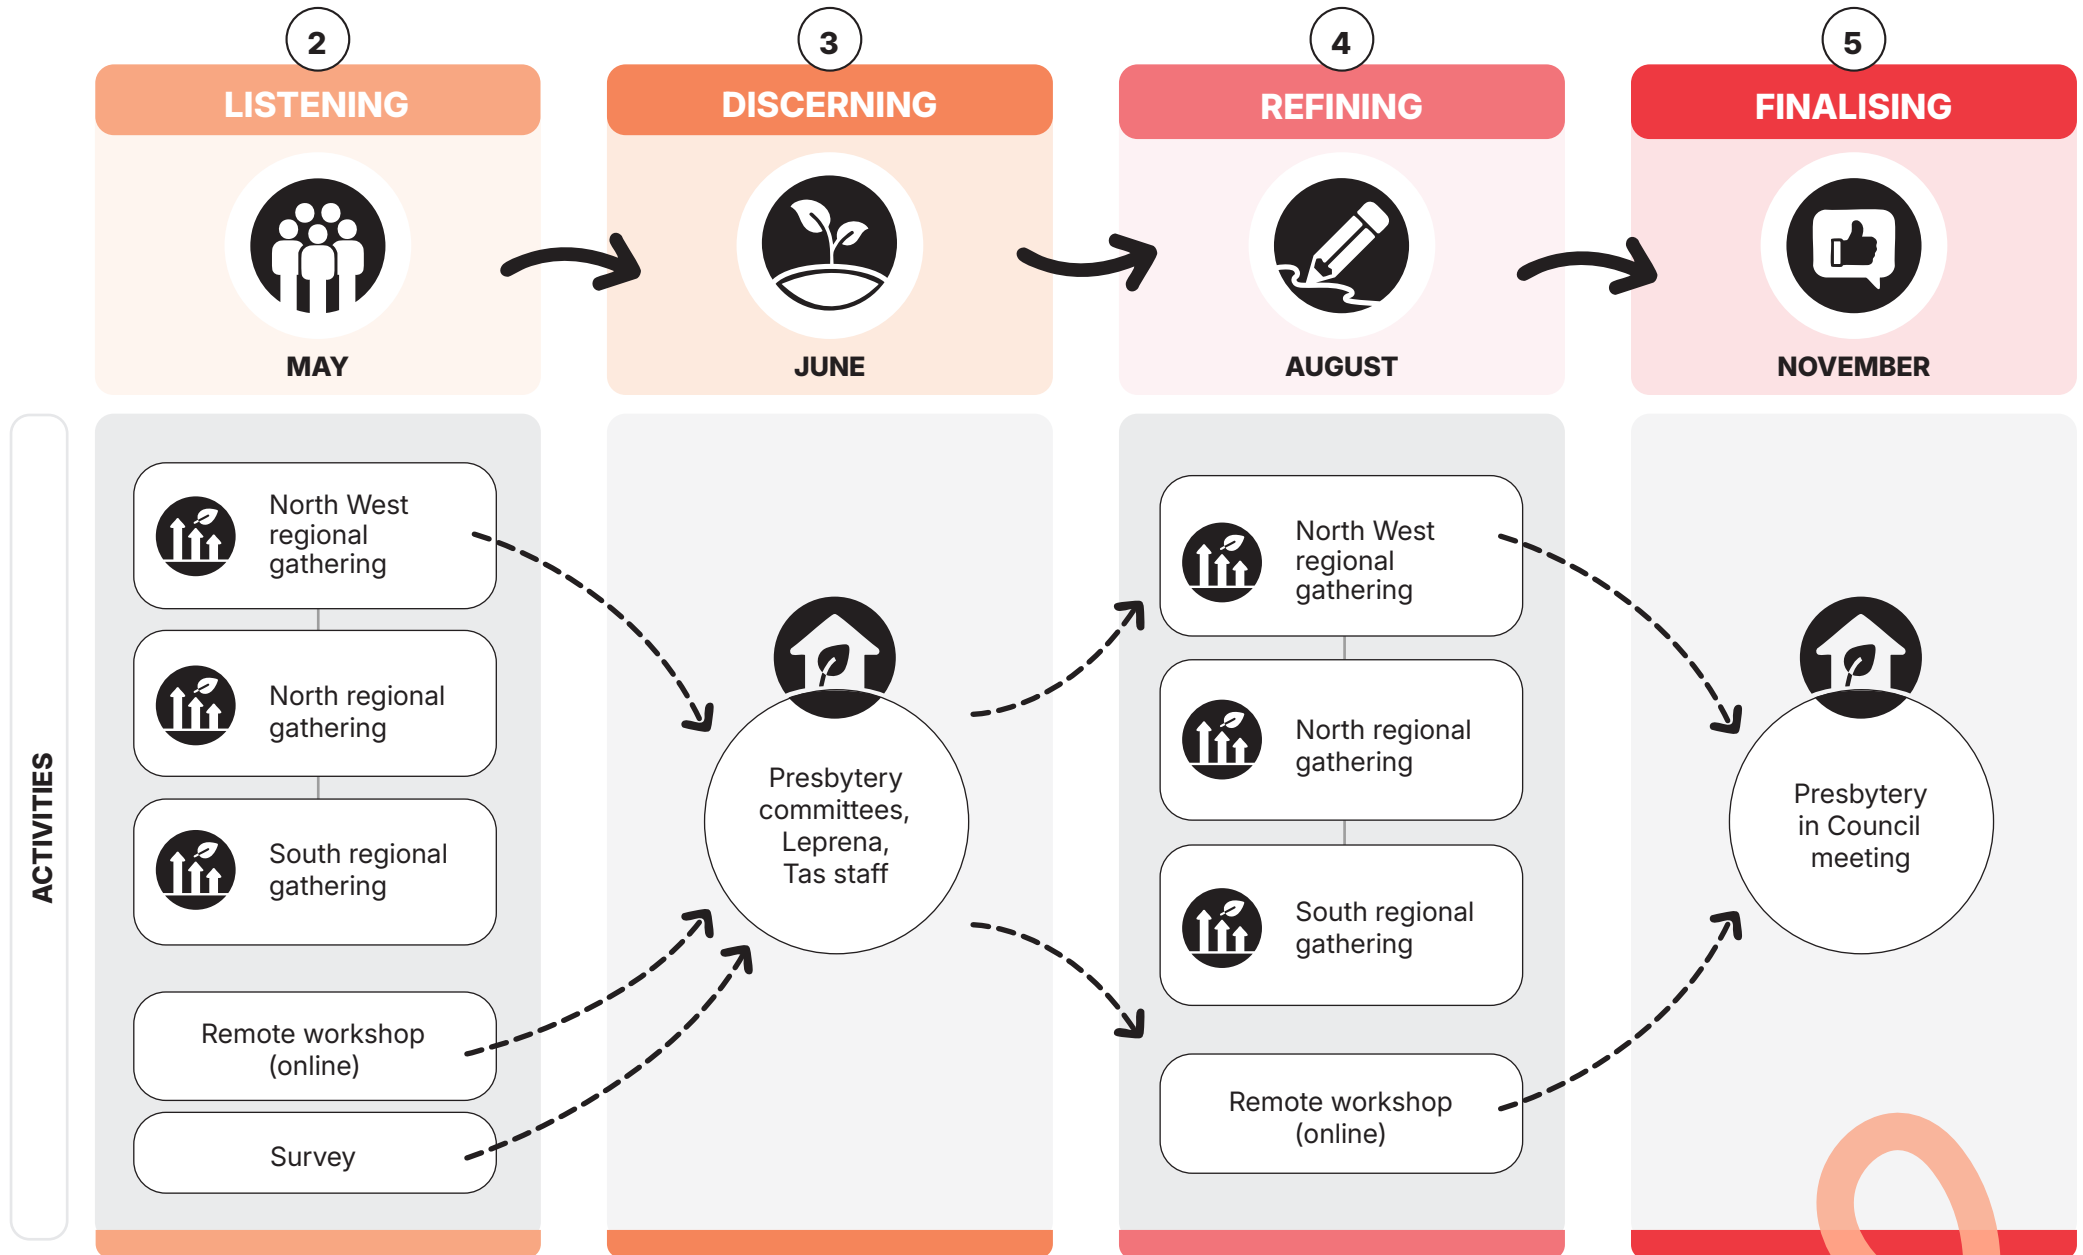 2
LISTENING
MAY
3
DISCERNING
JUNE
4
REFINING
AUGUST
5
FINALISING
NOVEMBER
ACTIVITIES
North West
regional
gathering
North regional
gathering
South regional
gathering
Remote workshop
(online)
Survey
Presbytery
committees,
Leprena,
Tas staff
North West
regional
gathering
North regional
gathering
South regional
gathering
Remote workshop
(online)
Presbytery
in Council
meeting